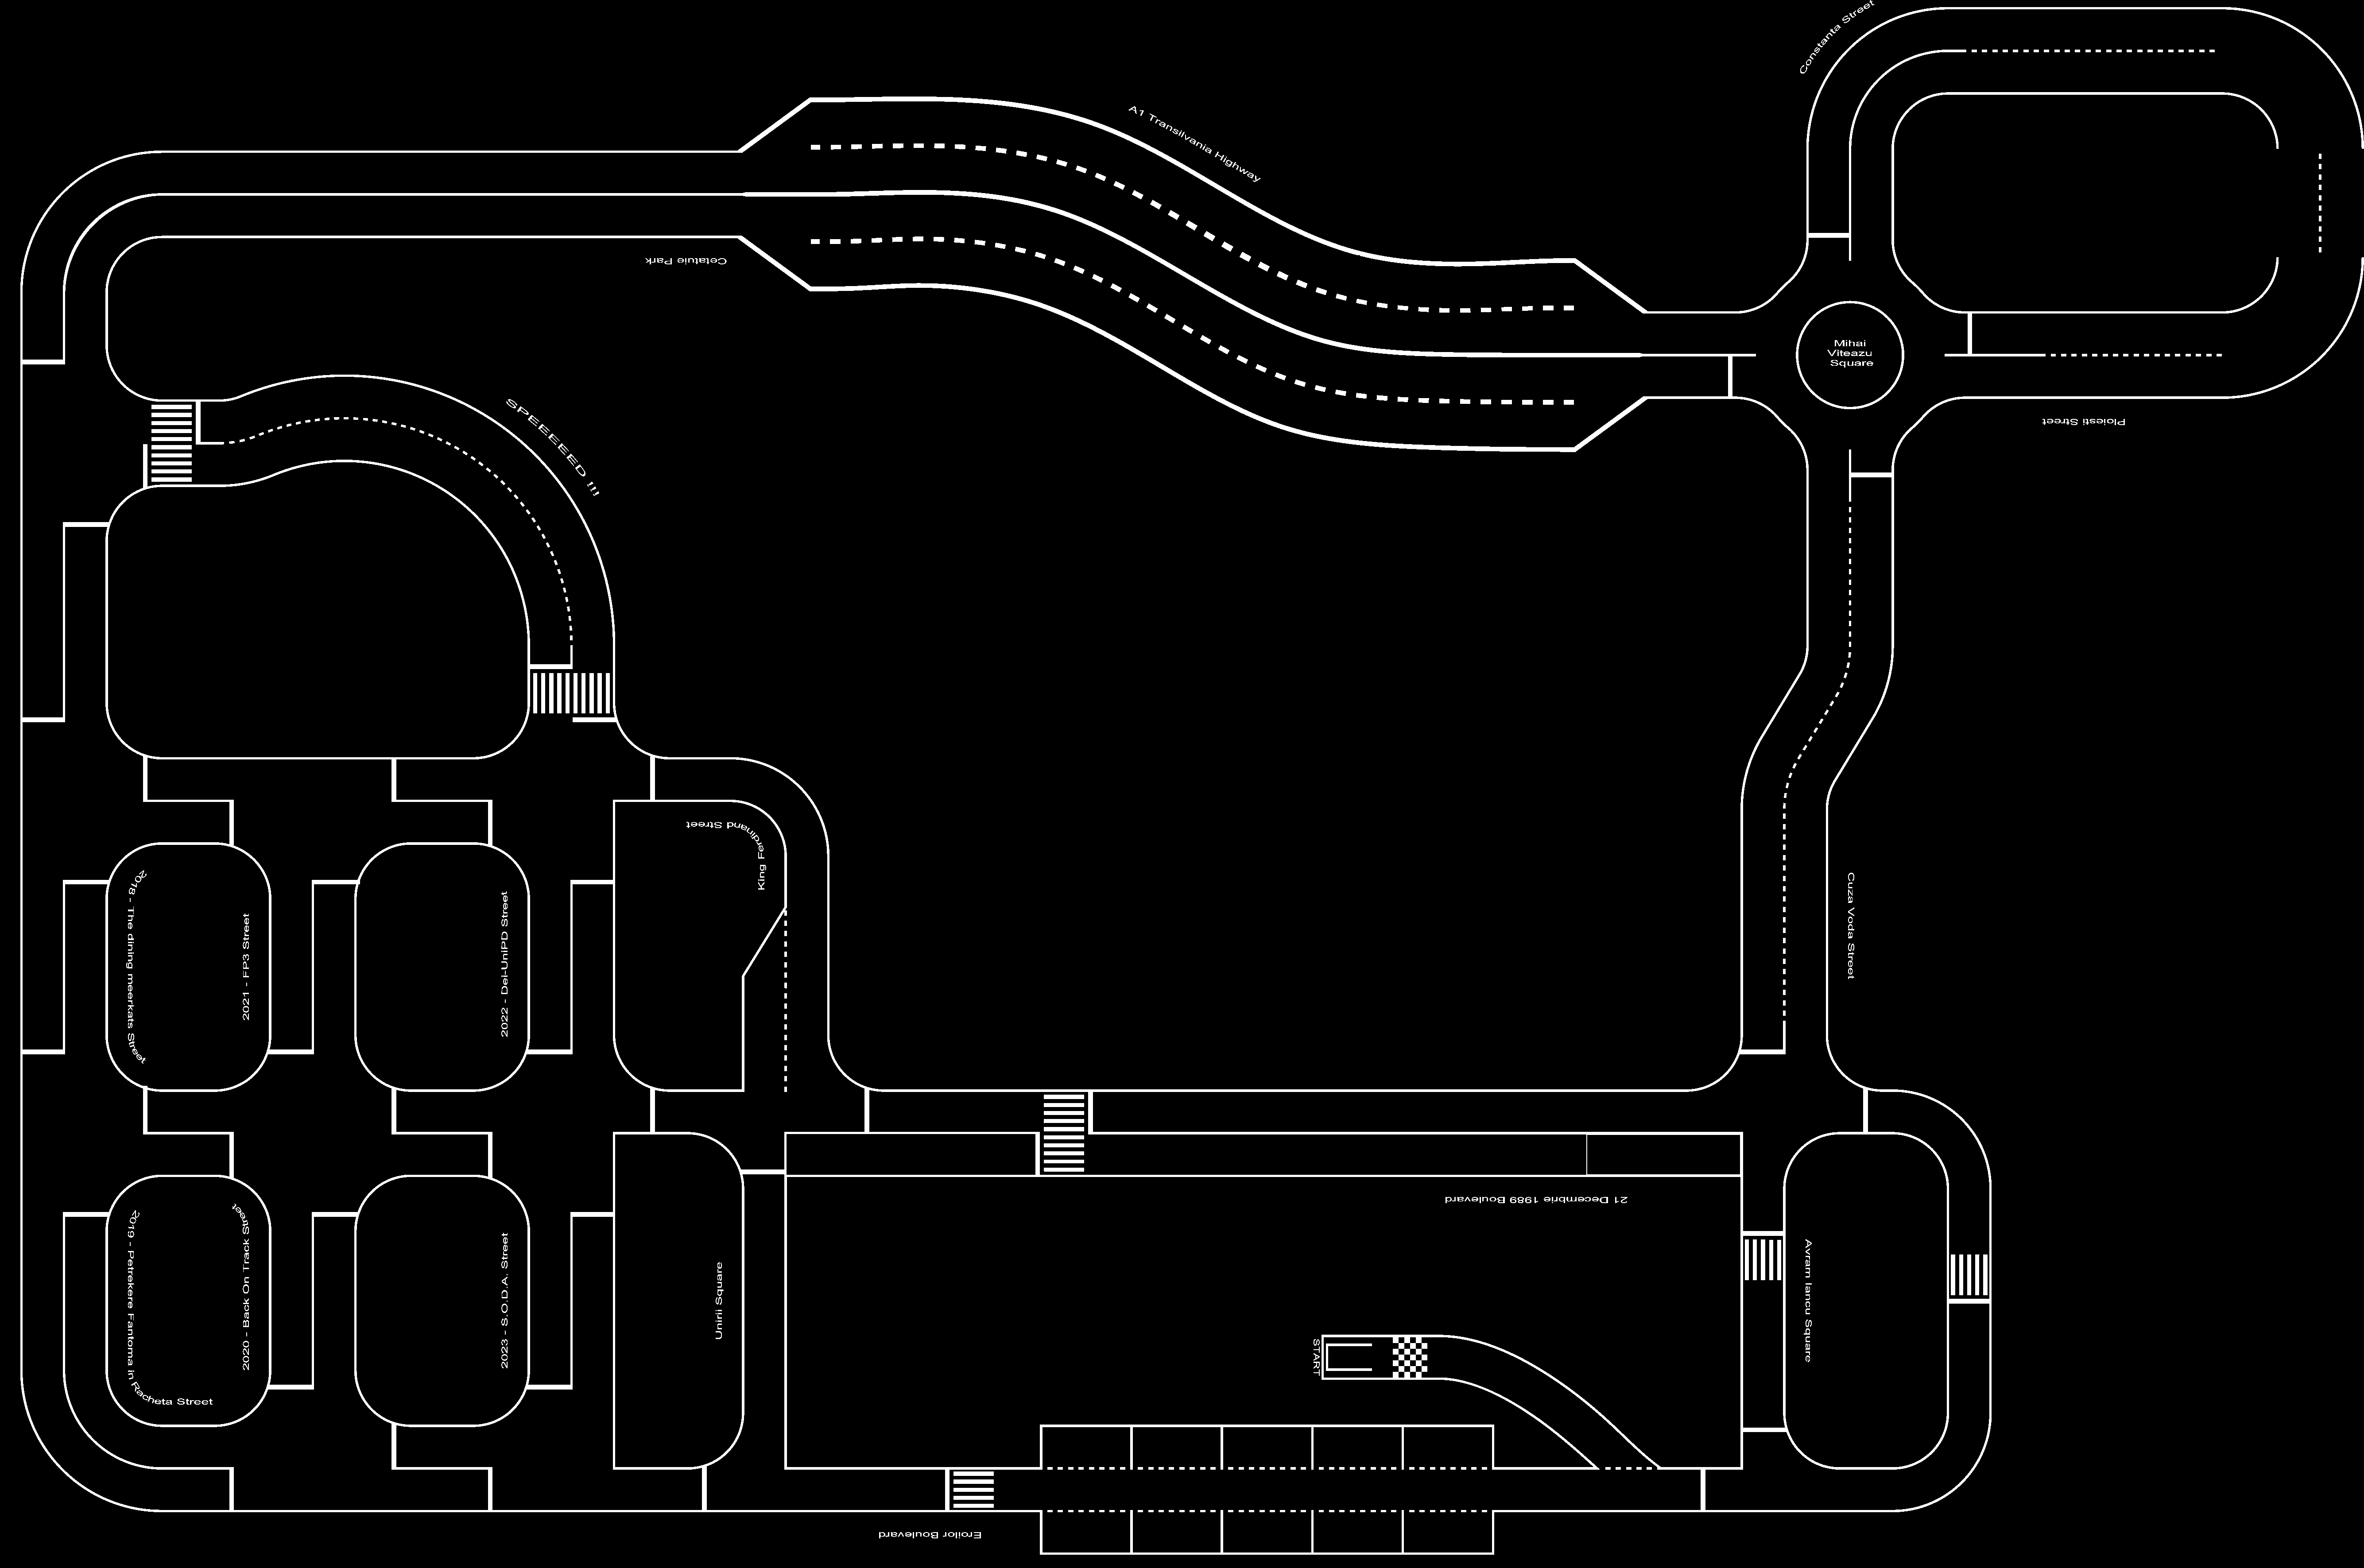 Constanta Street
A1 Transilvania Highway
Cetatuie Park
Mihai
Viteazu
Square
SPEEEEED !!!
Ploiesti Street
King Ferdinand Street
2018 - The dining meerkats Street
2021 - FP3 Street
2022 - Dei-UniPD Street
Cuza Voda Street
21 Decembrie 1989 Boulevard
2019 - Petrekere Fantoma in Racheta Street
2020 - Back On Track Street
2023 - S.O.D.A. Street
Unirii Square
START
Avram Iancu Square
Eroilor Boulevard